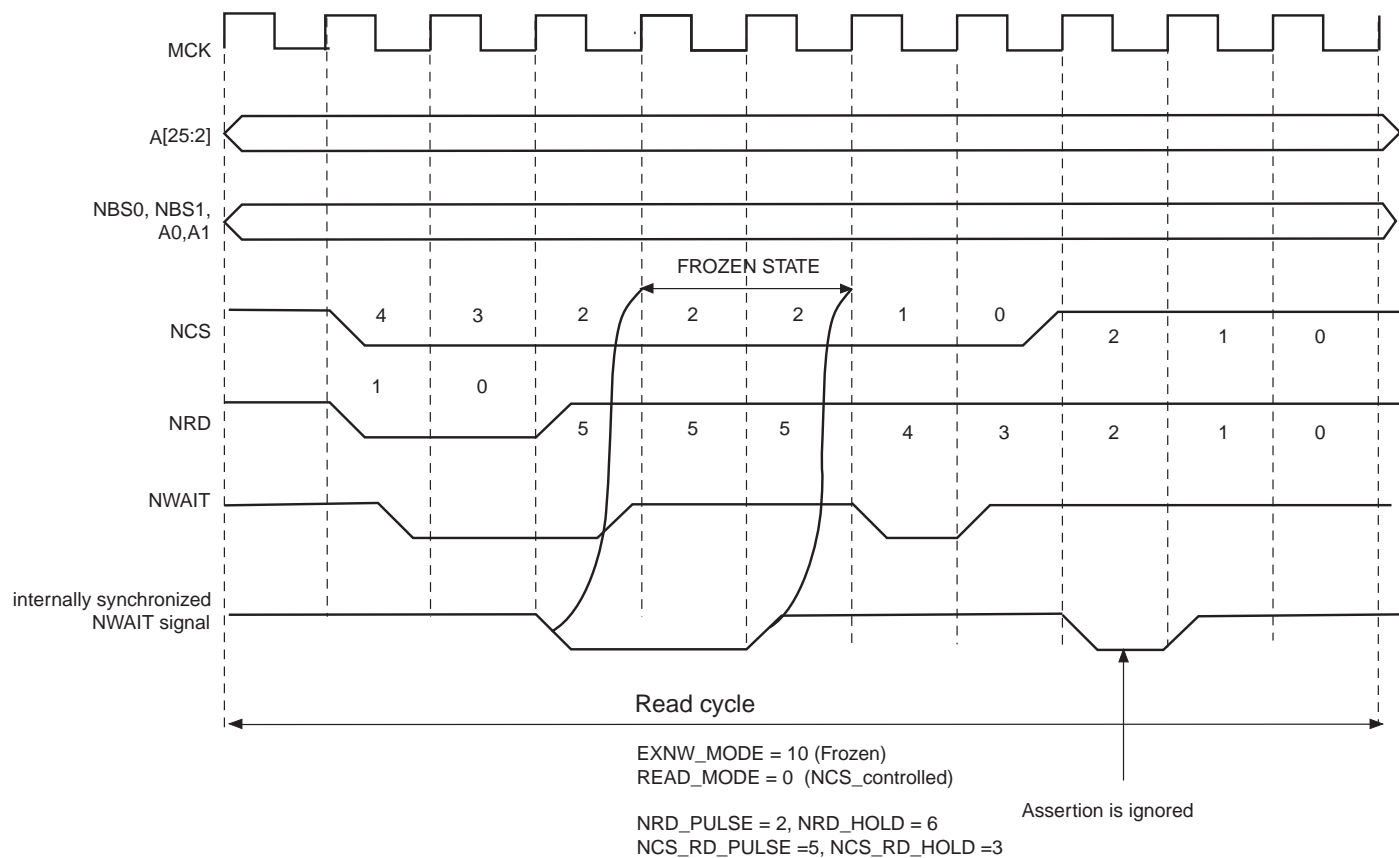 MCK
A[25:2]
NBS0, NBS1,
A0,A1
FROZEN STATE
4 3 2 2 2 1 0
NCS
2 1 0
1 0
NRD
5 5 5 4 3 2 1 0
NWAIT
internally synchronized
NWAIT signal
Read cycle
EXNW_MODE = 10 (Frozen)
READ_MODE = 0 (NCS_controlled)
Assertion is ignored
NRD_PULSE = 2, NRD_HOLD = 6
NCS_RD_PULSE =5, NCS_RD_HOLD =3